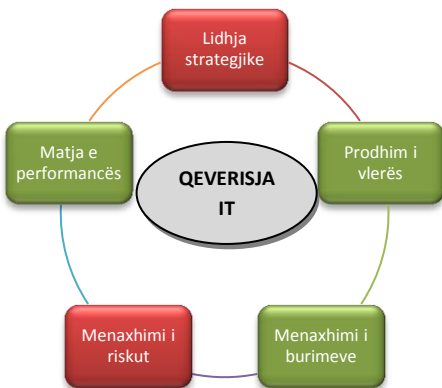 Lidhja
strategjike
Matja e
performancës
Prodhim i
vlerës
QEVERISJA
IT
Menaxhimi i
riskut
Menaxhimi i
burimeve